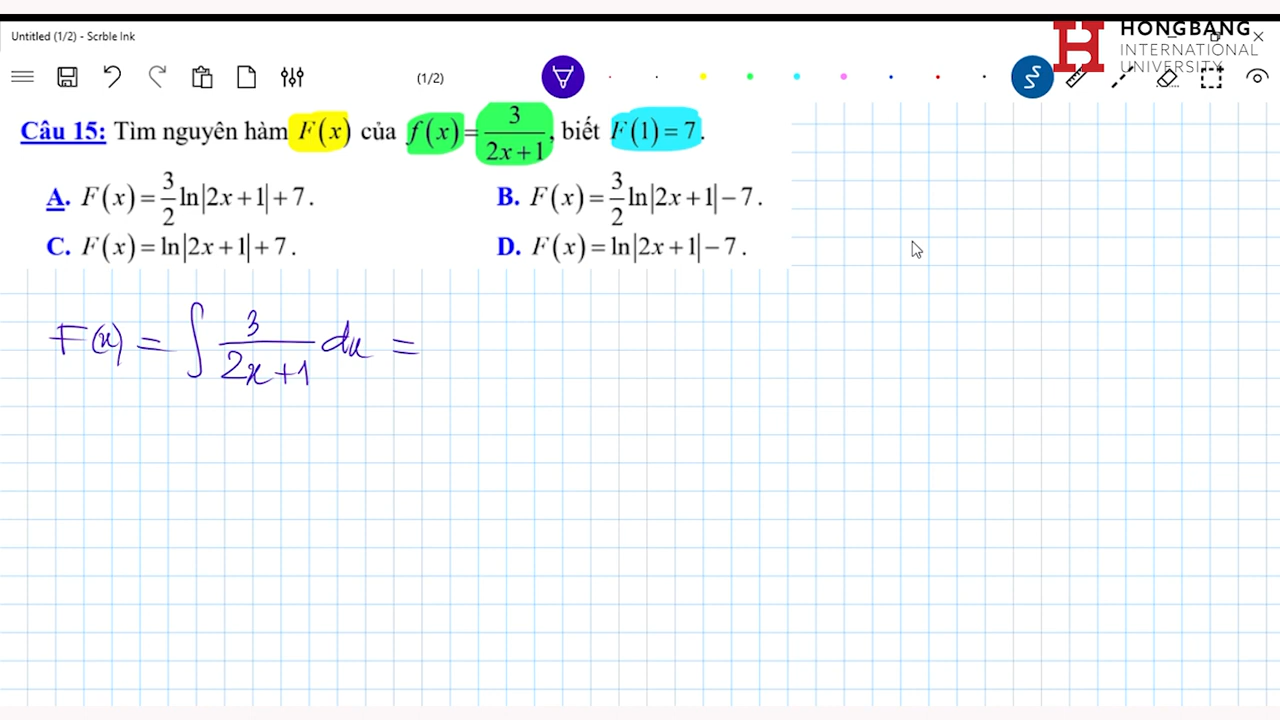 HONGBANG
Untitled (1/2) - Scrble Ink
INTERNATIONAL
UNIVERSITY
(1/2)
Câu 15: Tìm nguyên hàm F(x) của f(x) = 3/(2x+1), biết F(1) = 7.
A. F(x) = 3/2 ln|2x+1| + 7. B. F(x) = 3/2 ln|2x+1| − 7.
C. F(x) = ln|2x+1| + 7. D. F(x) = ln|2x+1| − 7.
F(x) = ∫ 3/(2x+1) dx =